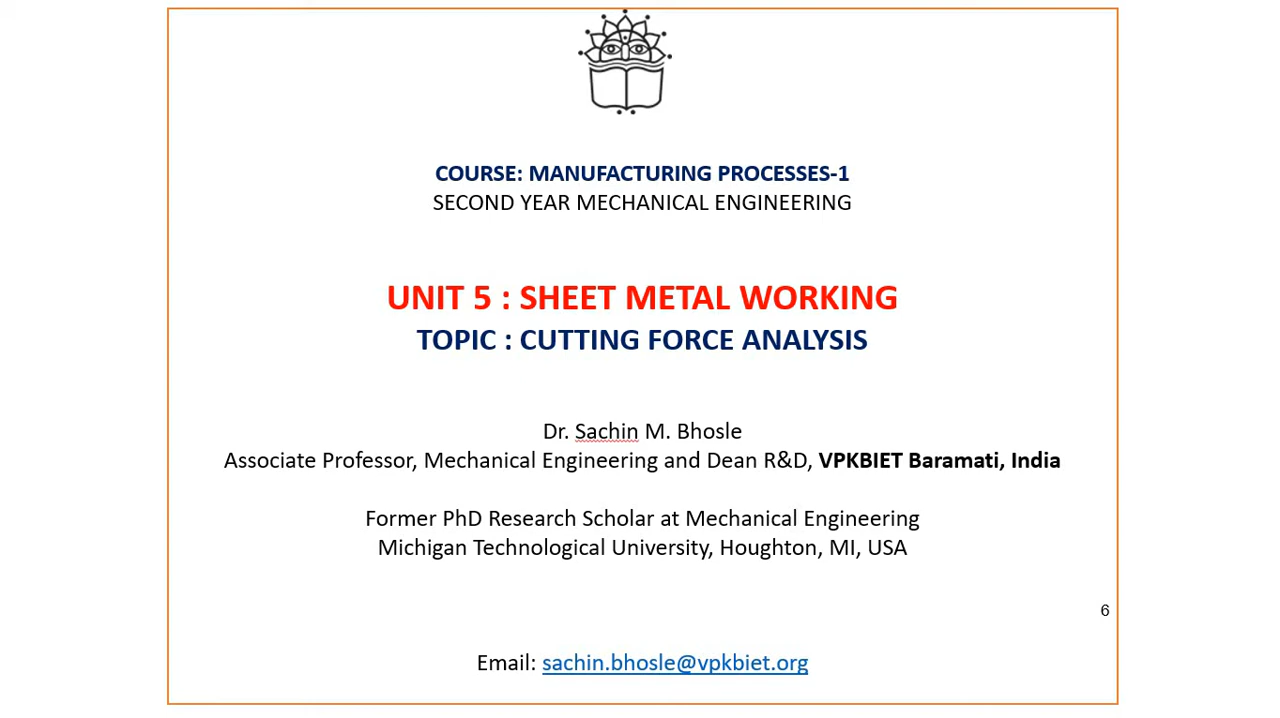 COURSE: MANUFACTURING PROCESSES-1
SECOND YEAR MECHANICAL ENGINEERING
UNIT 5 : SHEET METAL WORKING
TOPIC : CUTTING FORCE ANALYSIS
Dr. Sachin M. Bhosle
Associate Professor, Mechanical Engineering and Dean R&D, VPKBIET Baramati, India
Former PhD Research Scholar at Mechanical Engineering
Michigan Technological University, Houghton, MI, USA
6
Email: sachin.bhosle@vpkbiet.org